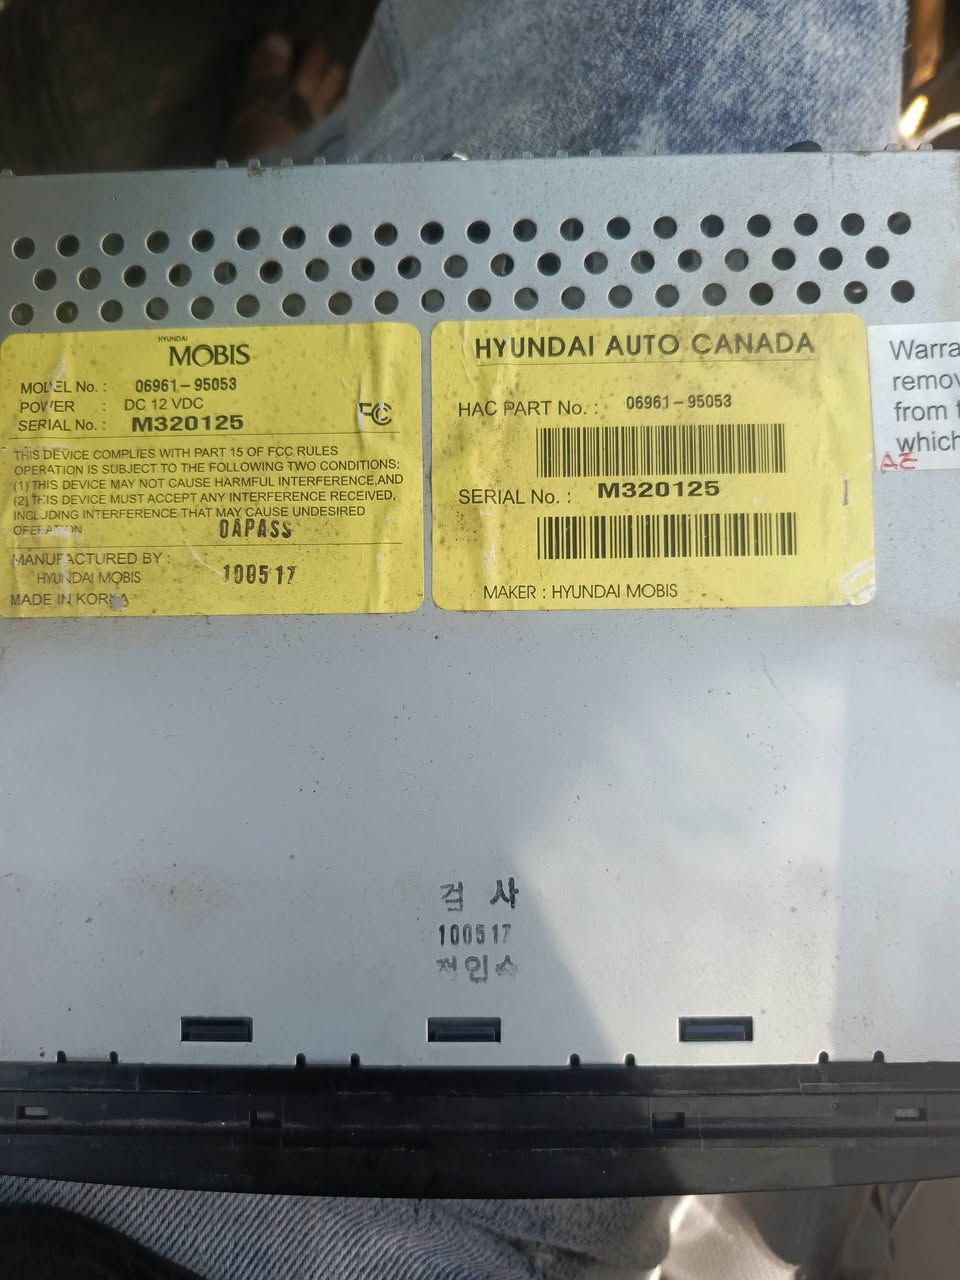 HYUNDAI
MOBIS
MODEL No. : 06961-95053
POWER : DC 12 VDC
SERIAL No. : M320125
FC
THIS DEVICE COMPLIES WITH PART 15 OF FCC RULES
OPERATION IS SUBJECT TO THE FOLLOWING TWO CONDITIONS:
(1) THIS DEVICE MAY NOT CAUSE HARMFUL INTERFERENCE,AND
(2) THIS DEVICE MUST ACCEPT ANY INTERFERENCE RECEIVED,
INCLUDING INTERFERENCE THAT MAY CAUSE UNDESIRED
OPERATION
OAPASS
MANUFACTURED BY :
HYUNDAI MOBIS 100517
MADE IN KOREA
HYUNDAI AUTO CANADA
HAC PART No. : 06961-95053
SERIAL No. : M320125
MAKER : HYUNDAI MOBIS
Warra
remov
from t
which
AE
검 사
100517